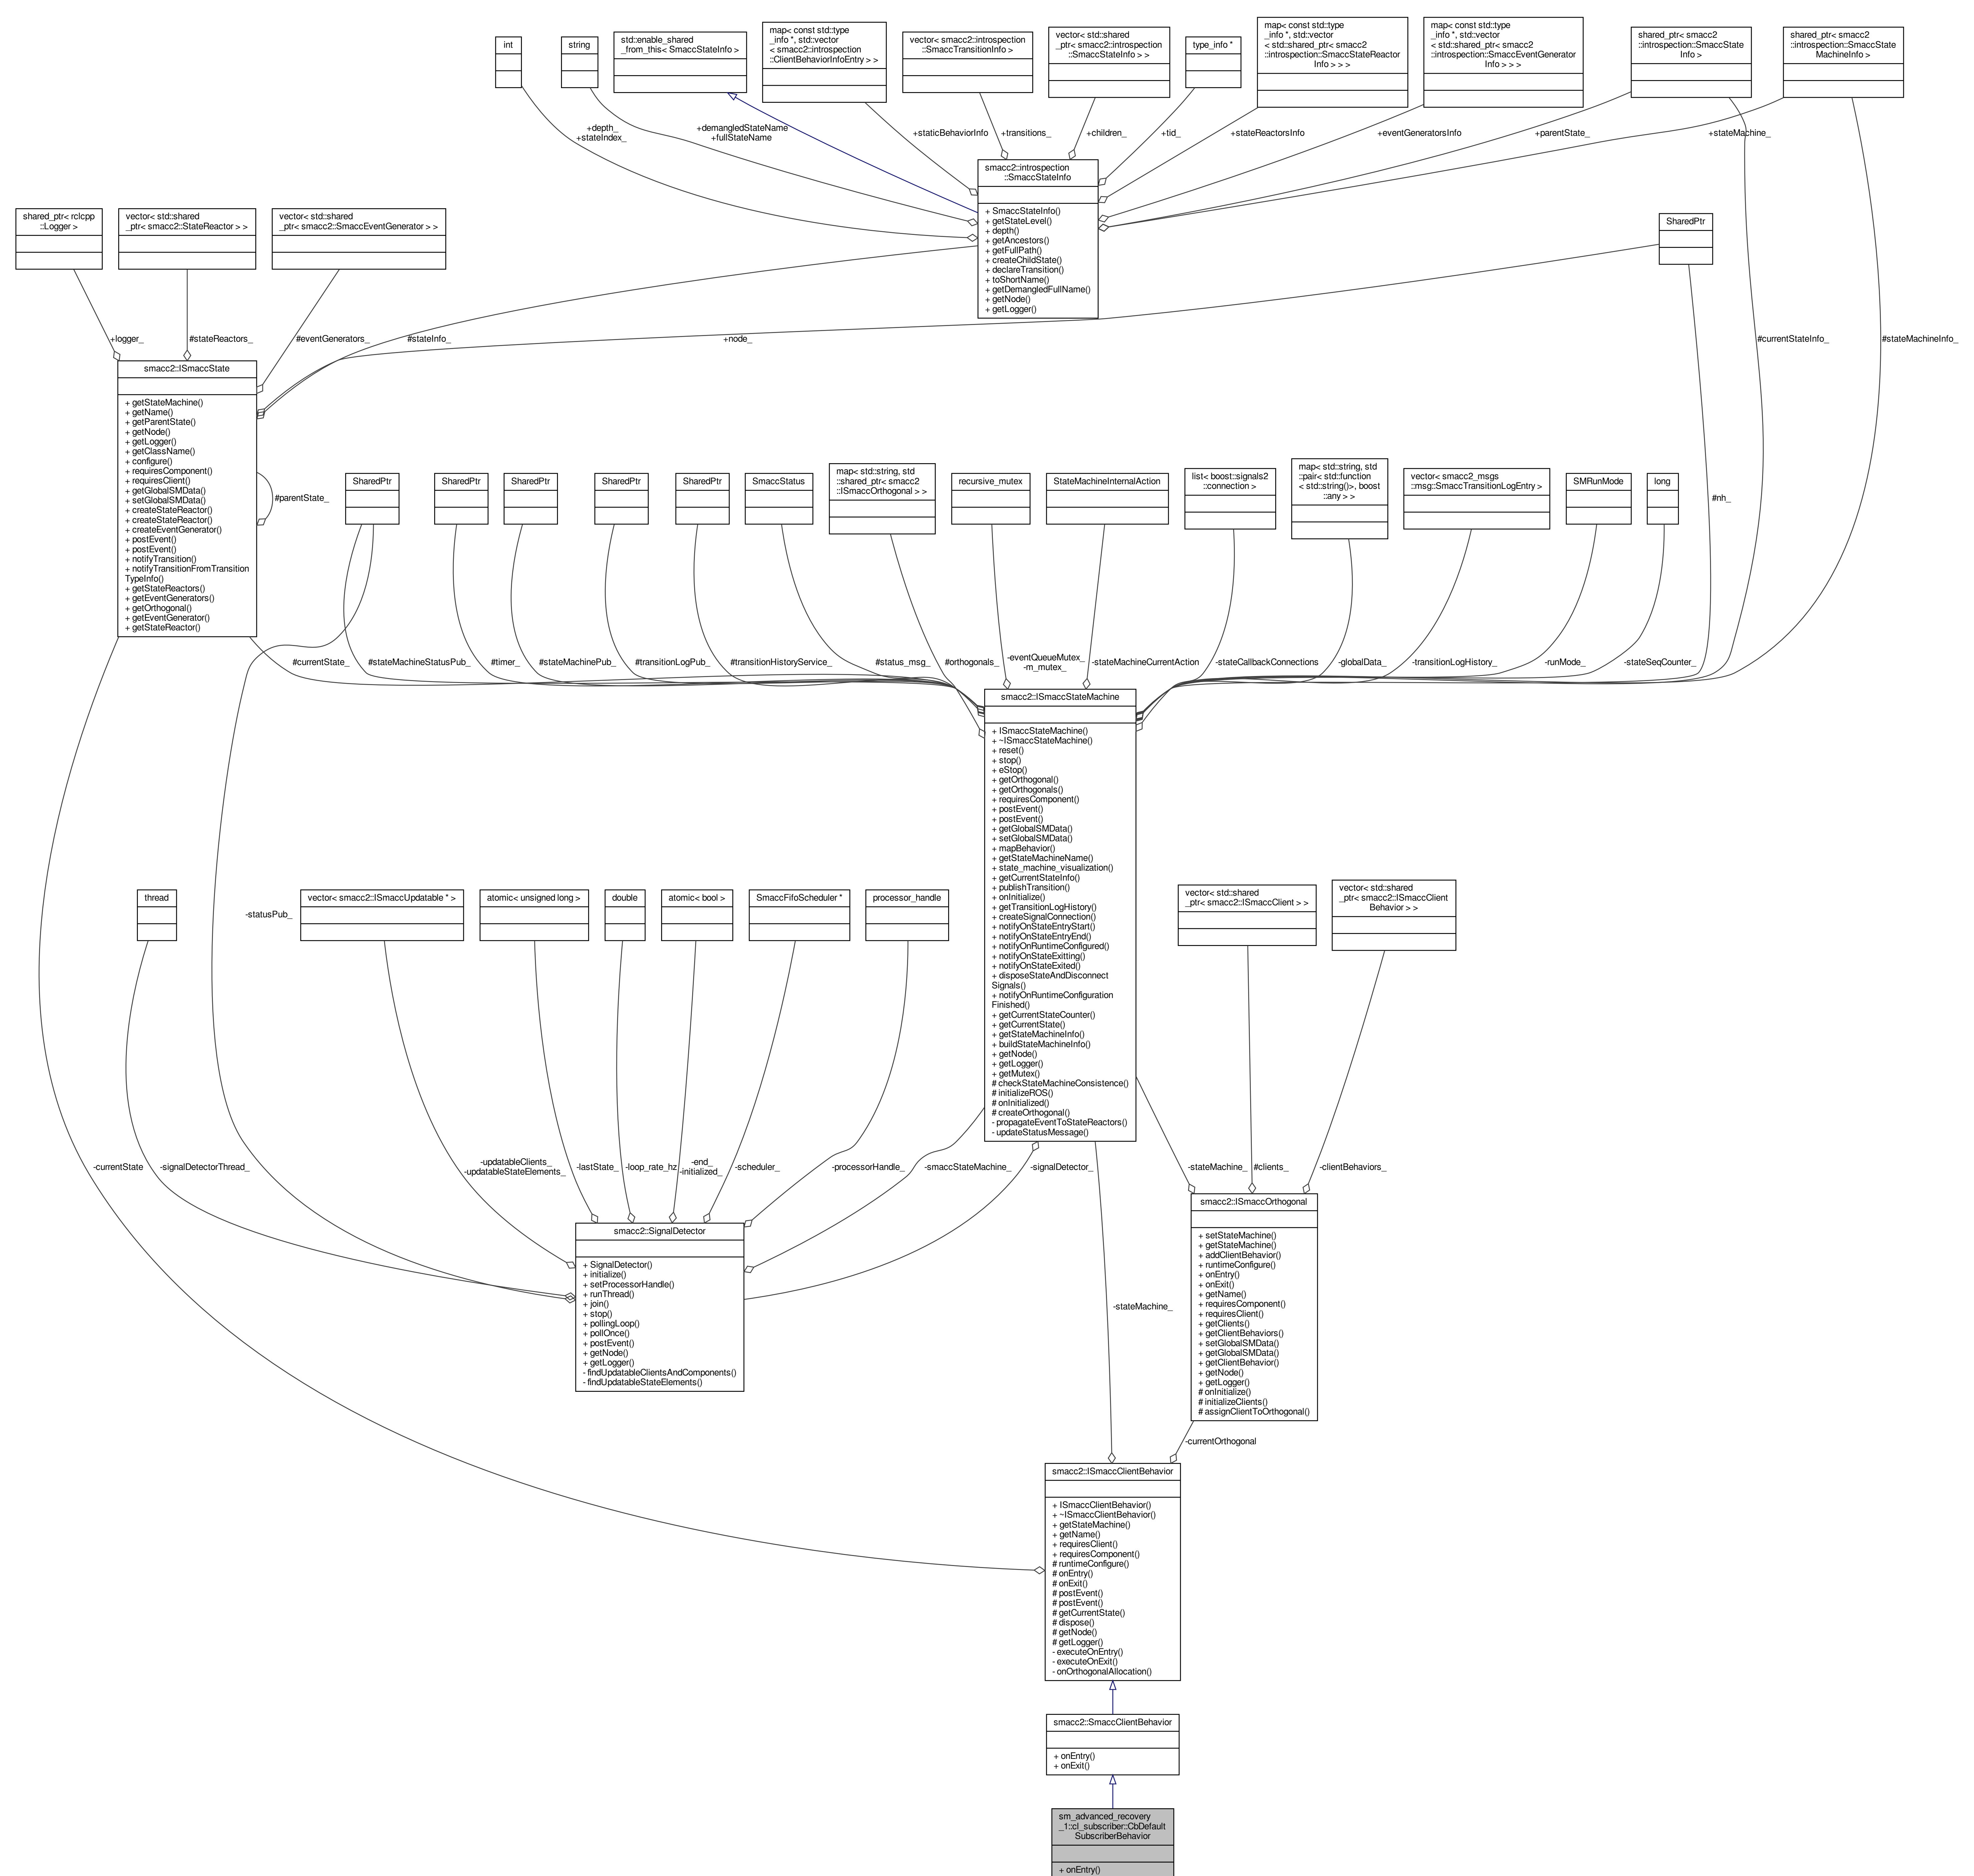 int
string
std::enable_shared
_from_this< SmaccStateInfo >
map< const std::type
_info *, std::vector
< smacc2::introspection
::ClientBehaviorInfoEntry > >
vector< smacc2::introspection
::SmaccTransitionInfo >
vector< std::shared
_ptr< smacc2::introspection
::SmaccStateInfo > >
type_info *
map< const std::type
_info *, std::vector
< std::shared_ptr< smacc2
::introspection::SmaccStateReactor
Info > > >
map< const std::type
_info *, std::vector
< std::shared_ptr< smacc2
::introspection::SmaccEventGenerator
Info > > >
shared_ptr< smacc2
::introspection::SmaccState
Info >
shared_ptr< smacc2
::introspection::SmaccState
MachineInfo >
+depth_
+stateIndex_
+demangledStateName
+fullStateName
+staticBehaviorInfo
+transitions_
+children_
+tid_
+stateReactorsInfo
+eventGeneratorsInfo
+parentState_
+stateMachine_
smacc2::introspection
::SmaccStateInfo
+ SmaccStateInfo()
+ getStateLevel()
+ depth()
+ getAncestors()
+ getFullPath()
+ createChildState()
+ declareTransition()
+ toShortName()
+ getDemangledFullName()
+ getNode()
+ getLogger()
shared_ptr< rclcpp
::Logger >
vector< std::shared
_ptr< smacc2::StateReactor > >
vector< std::shared
_ptr< smacc2::SmaccEventGenerator > >
SharedPtr
+logger_
#stateReactors_
#eventGenerators_
#stateInfo_
+node_
#currentStateInfo_
#stateMachineInfo_
smacc2::ISmaccState
+ getStateMachine()
+ getName()
+ getParentState()
+ getNode()
+ getLogger()
+ getClassName()
+ configure()
+ requiresComponent()
+ requiresClient()
+ getGlobalSMData()
+ setGlobalSMData()
+ createStateReactor()
+ createStateReactor()
+ createEventGenerator()
+ postEvent()
+ postEvent()
+ notifyTransition()
+ notifyTransitionFromTransition
TypeInfo()
+ getStateReactors()
+ getEventGenerators()
+ getOrthogonal()
+ getEventGenerator()
+ getStateReactor()
#parentState_
SharedPtr
SharedPtr
SharedPtr
SharedPtr
SharedPtr
SmaccStatus
map< std::string, std
::shared_ptr< smacc2
::ISmaccOrthogonal > >
recursive_mutex
StateMachineInternalAction
list< boost::signals2
::connection >
map< std::string, std
::pair< std::function
< std::string()>, boost
::any > >
vector< smacc2_msgs
::msg::SmaccTransitionLogEntry >
SMRunMode
long
#nh_
#currentState_
#stateMachineStatusPub_
#timer_
#stateMachinePub_
#transitionLogPub_
#transitionHistoryService_
#status_msg_
#orthogonals_
-eventQueueMutex_
-m_mutex_
-stateMachineCurrentAction
-stateCallbackConnections
-globalData_
-transitionLogHistory_
-runMode_
-stateSeqCounter_
smacc2::ISmaccStateMachine
+ ISmaccStateMachine()
+ ~ISmaccStateMachine()
+ reset()
+ stop()
+ eStop()
+ getOrthogonal()
+ getOrthogonals()
+ requiresComponent()
+ postEvent()
+ postEvent()
+ getGlobalSMData()
+ setGlobalSMData()
+ mapBehavior()
+ getStateMachineName()
+ state_machine_visualization()
+ getCurrentStateInfo()
+ publishTransition()
+ onInitialize()
+ getTransitionLogHistory()
+ createSignalConnection()
+ notifyOnStateEntryStart()
+ notifyOnStateEntryEnd()
+ notifyOnRuntimeConfigured()
+ notifyOnStateExitting()
+ notifyOnStateExited()
+ disposeStateAndDisconnect
Signals()
+ notifyOnRuntimeConfiguration
Finished()
+ getCurrentStateCounter()
+ getCurrentState()
+ getStateMachineInfo()
+ buildStateMachineInfo()
+ getNode()
+ getLogger()
+ getMutex()
# checkStateMachineConsistence()
# initializeROS()
# onInitialized()
# createOrthogonal()
- propagateEventToStateReactors()
- updateStatusMessage()
thread
-statusPub_
vector< smacc2::ISmaccUpdatable * >
atomic< unsigned long >
double
atomic< bool >
SmaccFifoScheduler *
processor_handle
vector< std::shared
_ptr< smacc2::ISmaccClient > >
vector< std::shared
_ptr< smacc2::ISmaccClient
Behavior > >
-currentState
-signalDetectorThread_
-updatableClients_
-updatableStateElements_
-lastState_
-loop_rate_hz
-end_
-initialized_
-scheduler_
-processorHandle_
-smaccStateMachine_
-signalDetector_
-stateMachine_
#clients_
-clientBehaviors_
smacc2::SignalDetector
+ SignalDetector()
+ initialize()
+ setProcessorHandle()
+ runThread()
+ join()
+ stop()
+ pollingLoop()
+ pollOnce()
+ postEvent()
+ getNode()
+ getLogger()
- findUpdatableClientsAndComponents()
- findUpdatableStateElements()
smacc2::ISmaccOrthogonal
+ setStateMachine()
+ getStateMachine()
+ addClientBehavior()
+ runtimeConfigure()
+ onEntry()
+ onExit()
+ getName()
+ requiresComponent()
+ requiresClient()
+ getClients()
+ getClientBehaviors()
+ setGlobalSMData()
+ getGlobalSMData()
+ getClientBehavior()
+ getNode()
+ getLogger()
# onInitialize()
# initializeClients()
# assignClientToOrthogonal()
-stateMachine_
-currentOrthogonal
smacc2::ISmaccClientBehavior
+ ISmaccClientBehavior()
+ ~ISmaccClientBehavior()
+ getStateMachine()
+ getName()
+ requiresClient()
+ requiresComponent()
# runtimeConfigure()
# onEntry()
# onExit()
# postEvent()
# postEvent()
# getCurrentState()
# dispose()
# getNode()
# getLogger()
- executeOnEntry()
- executeOnExit()
- onOrthogonalAllocation()
smacc2::SmaccClientBehavior
+ onEntry()
+ onExit()
sm_advanced_recovery
_1::cl_subscriber::CbDefault
SubscriberBehavior
+ onEntry()